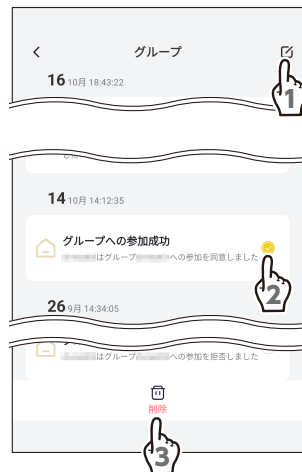 グループ
16 10月 18:43:22
1
14 10月 14:12:35
グループへの参加成功
はグループ への参加を同意しました
2
26 9月 14:34:05
はグループ への参加を拒否しました
削除
3